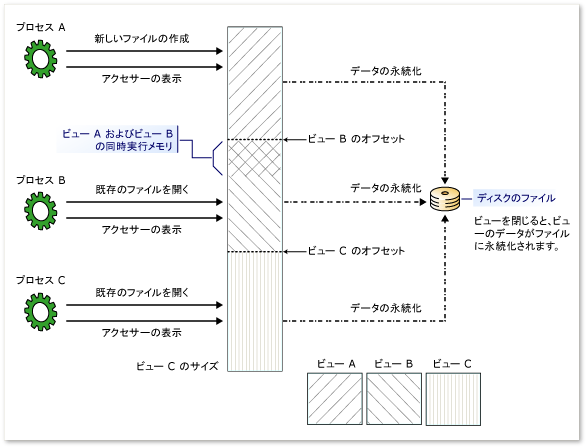 プロセス A
新しいファイルの作成
アクセサーの表示
データの永続化
ビュー A およびビュー B
の同時実行メモリ
ビュー B のオフセット
プロセス B
既存のファイルを開く
アクセサーの表示
データの永続化
ディスクのファイル
ビューを閉じると、ビュ
ーのデータがファイル
に永続化されます。
ビュー C のオフセット
プロセス C
既存のファイルを開く
アクセサーの表示
データの永続化
ビュー C のサイズ
ビュー A
ビュー B
ビュー C